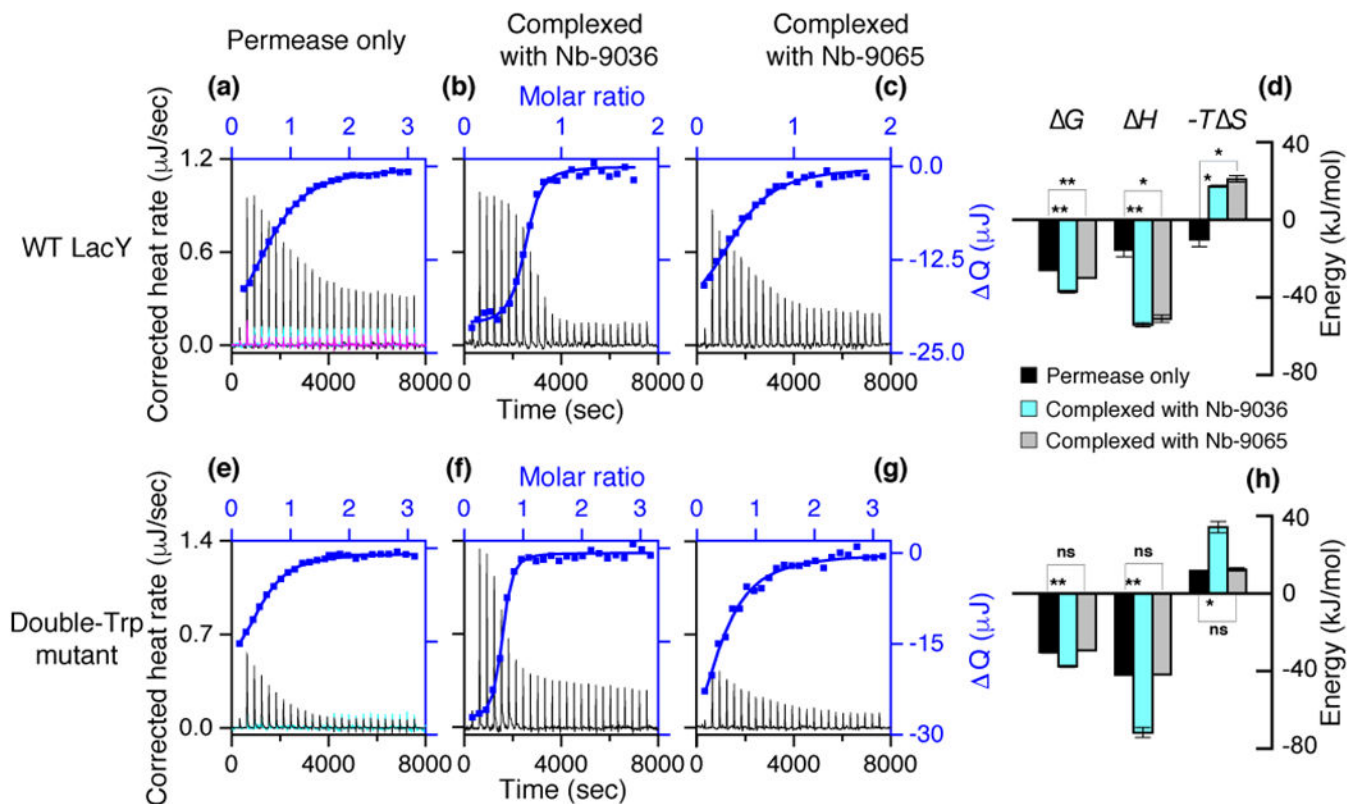 Permease only
Complexed with Nb-9036
Complexed with Nb-9065
(a)
(b)
(c)
(d)
Molar ratio
0 1 2 3
0 1 2
0 1 2
ΔG ΔH -TΔS
WT LacY
Corrected heat rate (μJ/sec)
1.2
0.6
0.0
0.0
-12.5
-25.0
ΔQ (μJ)
** ** ** * * *
40
0
-40
-80
Energy (kJ/mol)
0 4000 8000
0 4000 8000
0 4000 8000
Time (sec)
Permease only
Complexed with Nb-9036
Complexed with Nb-9065
(e)
(f)
(g)
(h)
Molar ratio
0 1 2 3
0 1 2 3
0 1 2 3
Double-Trp
mutant
Corrected heat rate (μJ/sec)
1.4
0.7
0.0
0
-15
-30
ΔQ (μJ)
ns ** ns ** * ns
40
0
-40
-80
Energy (kJ/mol)
0 4000 8000
0 4000 8000
0 4000 8000